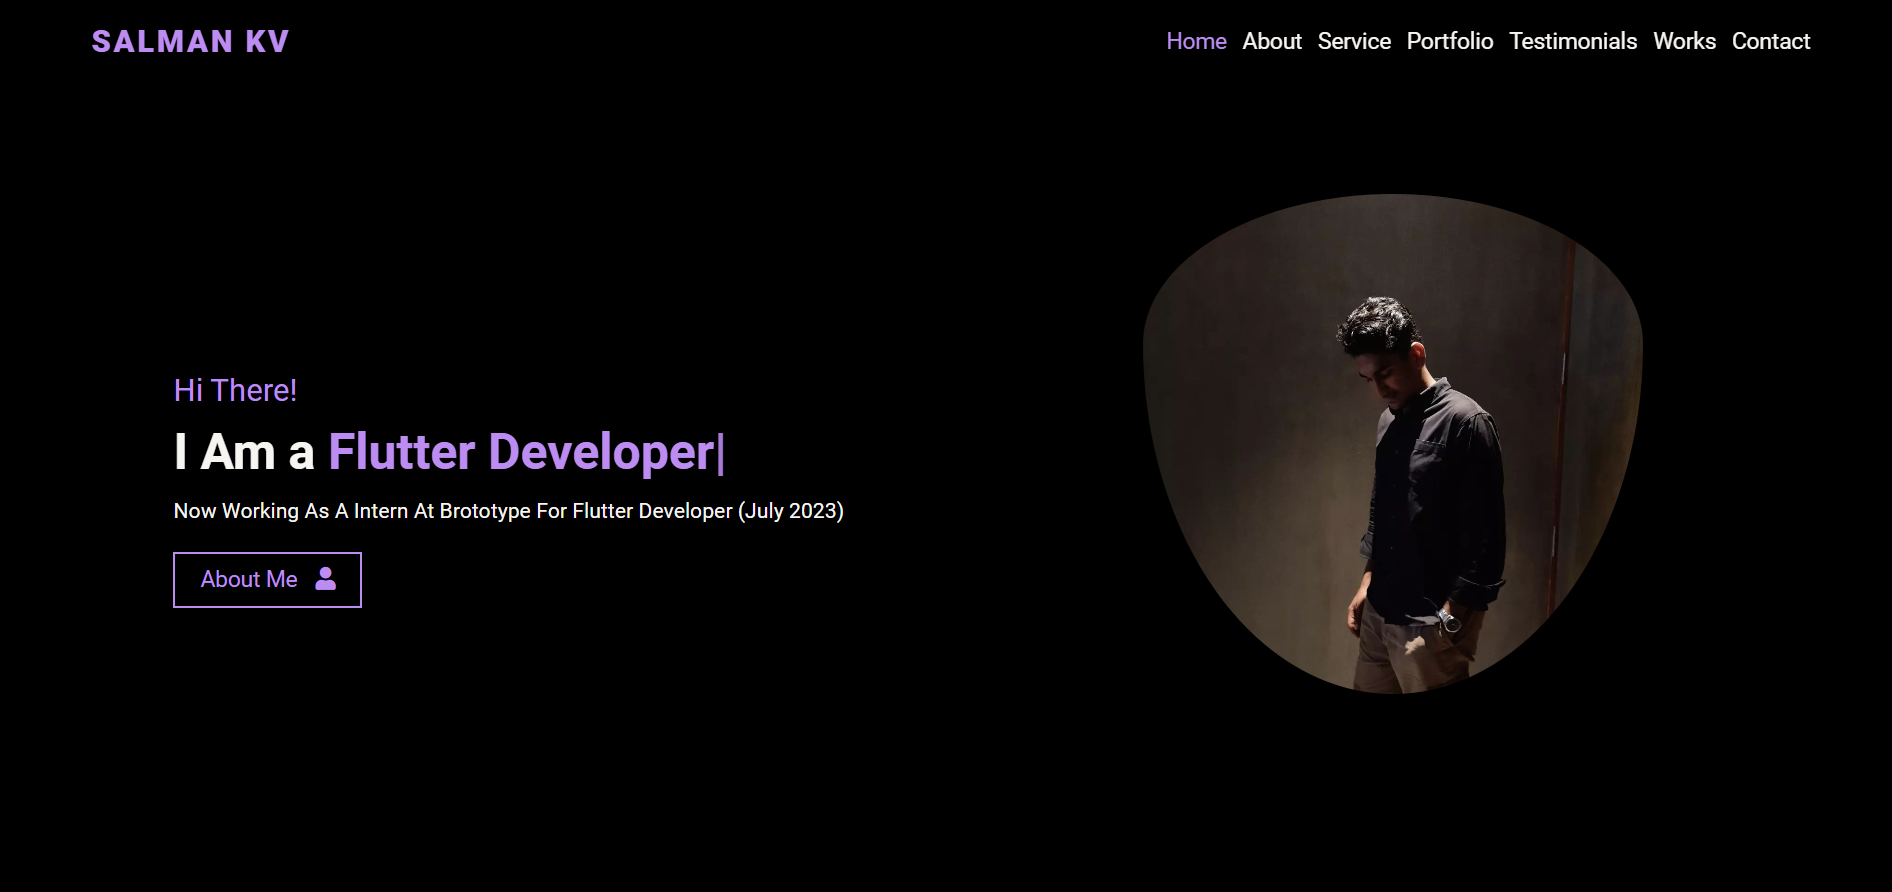 SALMAN KV
Home About Service Portfolio Testimonials Works Contact
Hi There!
I Am a Flutter Developer|
Now Working As A Intern At Brototype For Flutter Developer (July 2023)
About Me